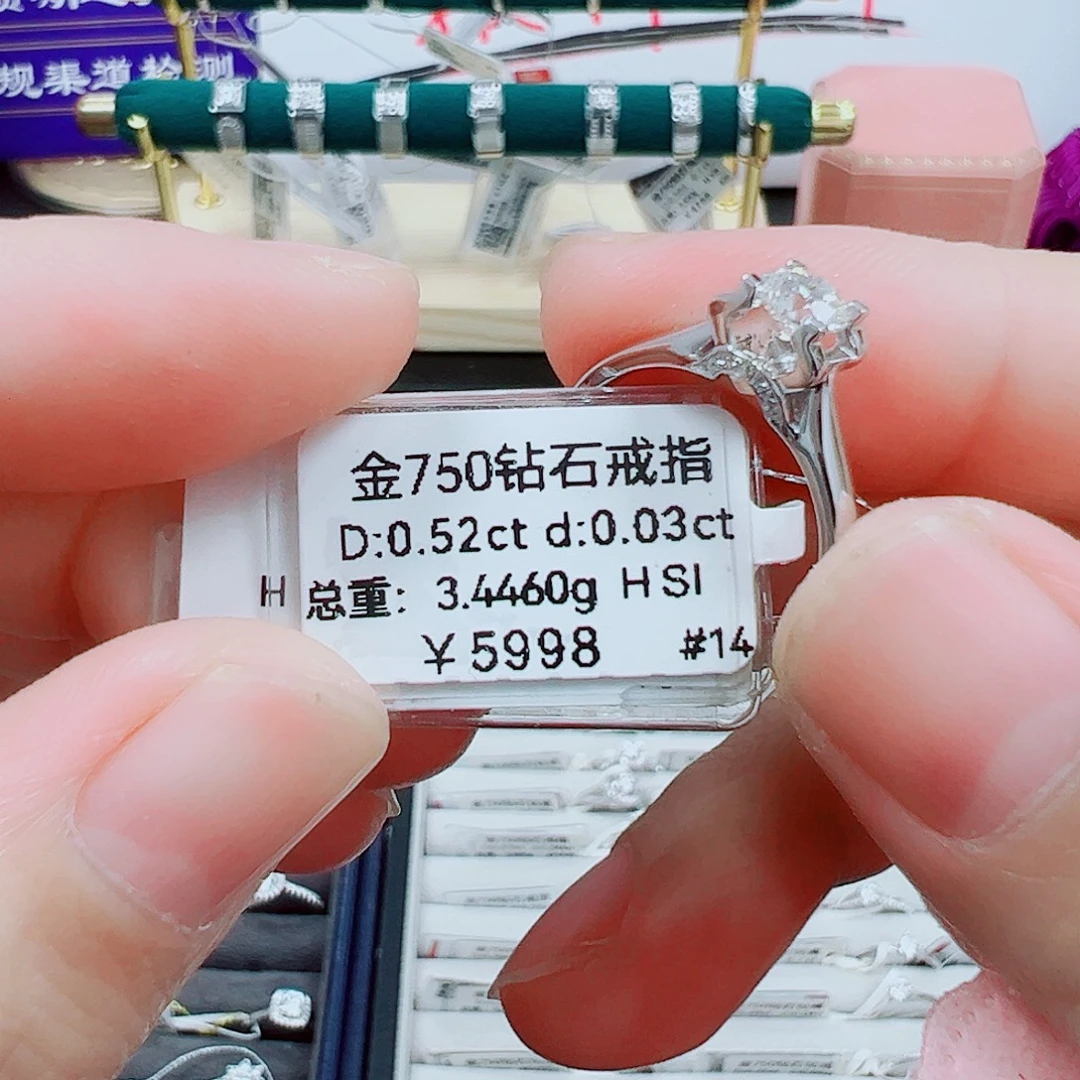 规渠道检测
金750钻石戒指
D:0.52ct d:0.03ct
H 总重: 3.4460g H SI
¥5998 #14